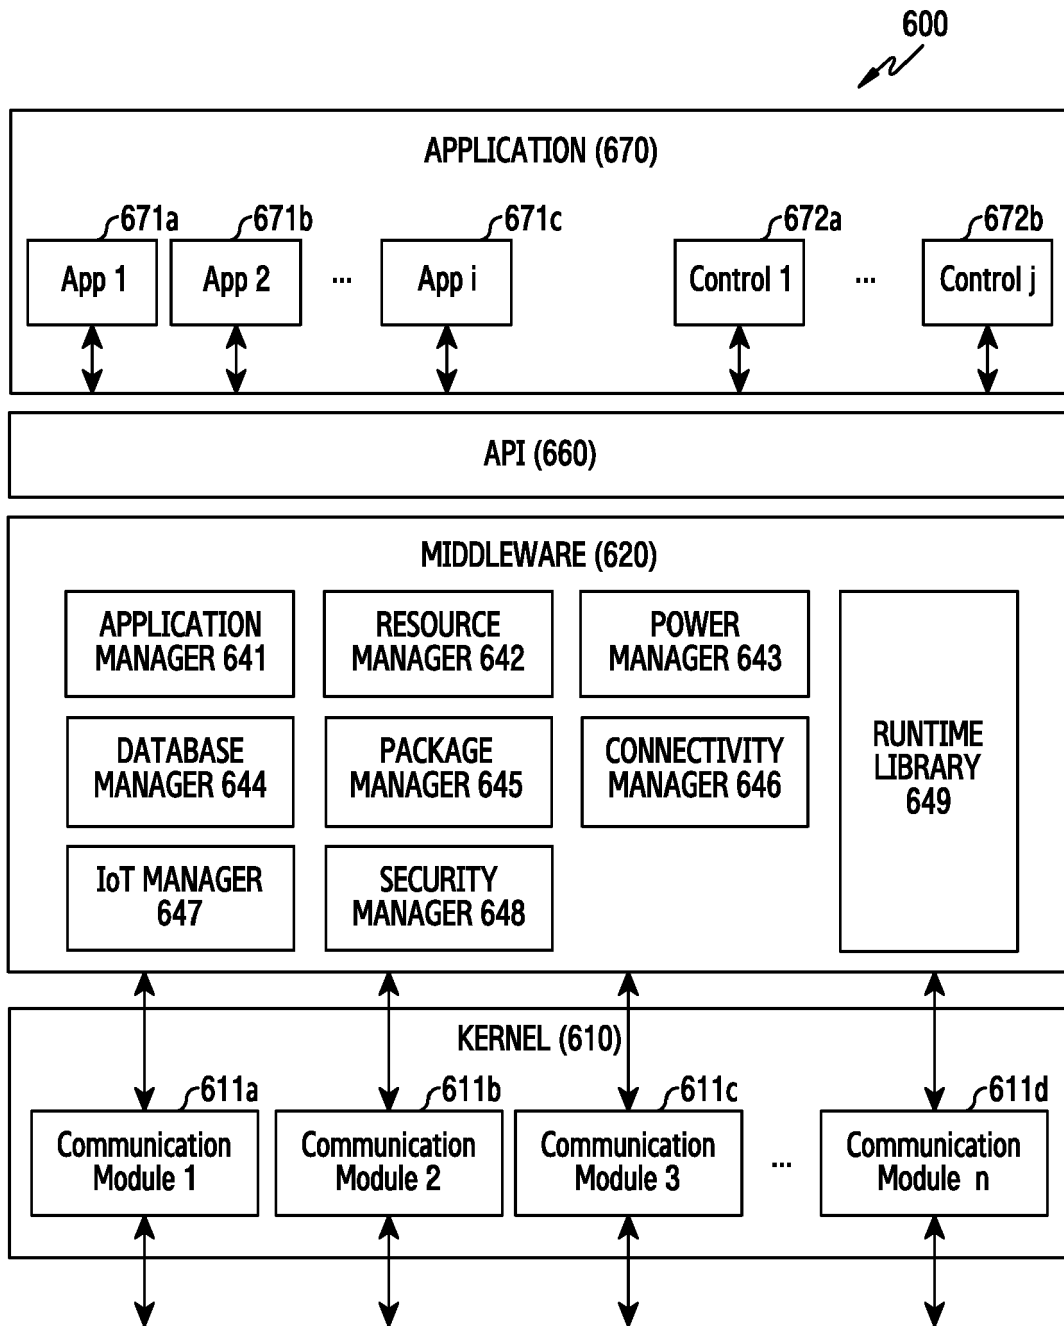 600
APPLICATION (670)
671a
671b
671c
672a
672b
App 1
App 2
...
App i
Control 1
...
Control j
API (660)
MIDDLEWARE (620)
APPLICATION
MANAGER 641
RESOURCE
MANAGER 642
POWER
MANAGER 643
DATABASE
MANAGER 644
PACKAGE
MANAGER 645
CONNECTIVITY
MANAGER 646
RUNTIME
LIBRARY
649
IoT MANAGER
647
SECURITY
MANAGER 648
KERNEL (610)
611a
611b
611c
611d
Communication
Module 1
Communication
Module 2
Communication
Module 3
...
Communication
Module n